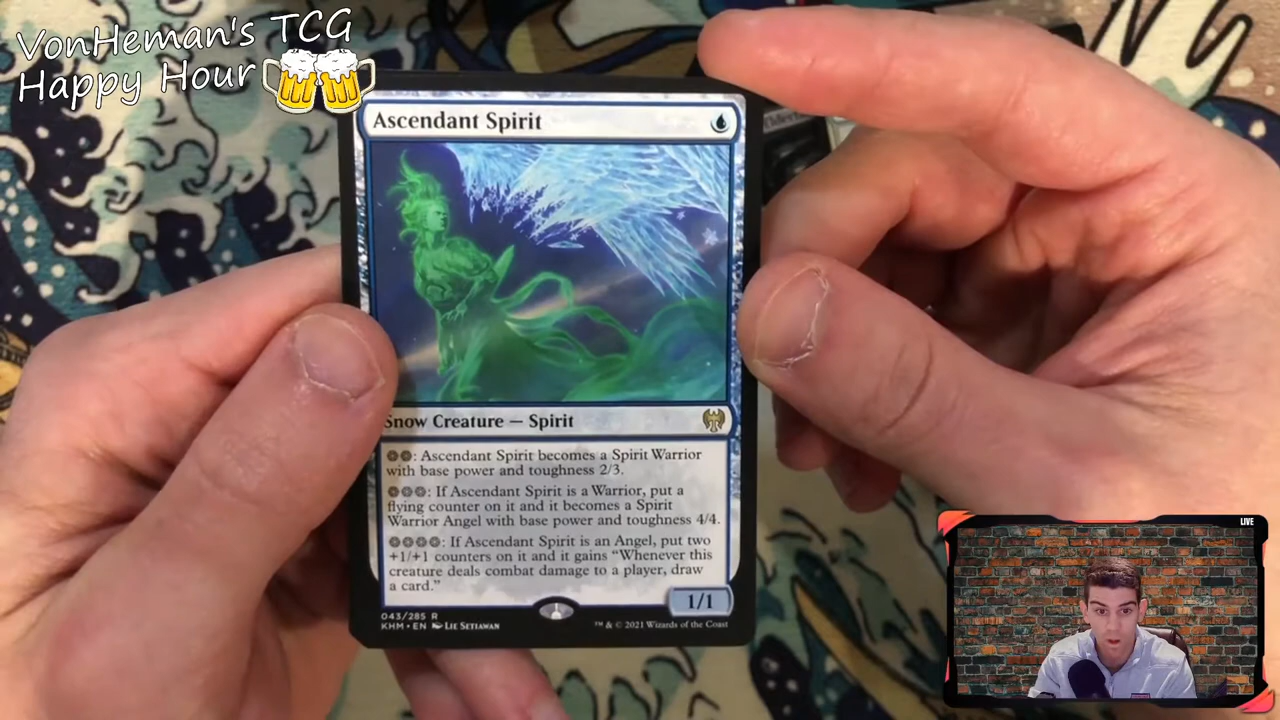 VonHeman's TCG
Happy Hour
Ascendant Spirit
Snow Creature — Spirit
: Ascendant Spirit becomes a Spirit Warrior
with base power and toughness 2/3.
: If Ascendant Spirit is a Warrior, put a
flying counter on it and it becomes a Spirit
Warrior Angel with base power and toughness 4/4.
: If Ascendant Spirit is an Angel, put two
+1/+1 counters on it and it gains “Whenever this
creature deals combat damage to a player, draw
a card.”
1/1
043/285 R
KHM • EN Lie Setiawan
™ & © 2021 Wizards of the Coast
LIVE